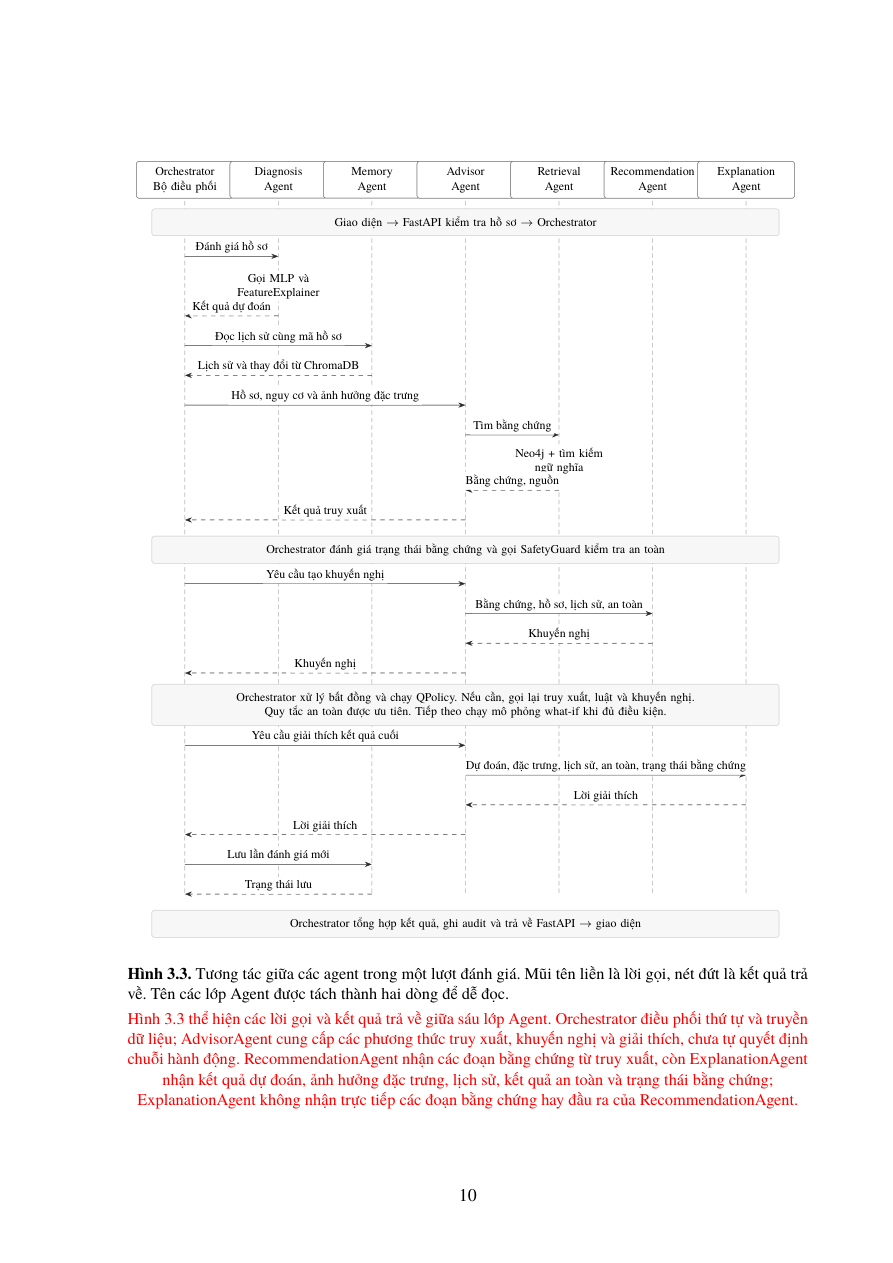 Orchestrator
Bộ điều phối
Diagnosis
Agent
Memory
Agent
Advisor
Agent
Retrieval
Agent
Recommendation
Agent
Explanation
Agent
Giao diện → FastAPI kiểm tra hồ sơ → Orchestrator
Đánh giá hồ sơ
Gọi MLP và
FeatureExplainer
Kết quả dự đoán
Đọc lịch sử cùng mã hồ sơ
Lịch sử và thay đổi từ ChromaDB
Hồ sơ, nguy cơ và ảnh hưởng đặc trưng
Tìm bằng chứng
Neo4j + tìm kiếm
ngữ nghĩa
Bằng chứng, nguồn
Kết quả truy xuất
Orchestrator đánh giá trạng thái bằng chứng và gọi SafetyGuard kiểm tra an toàn
Yêu cầu tạo khuyến nghị
Bằng chứng, hồ sơ, lịch sử, an toàn
Khuyến nghị
Khuyến nghị
Orchestrator xử lý bất đồng và chạy QPolicy. Nếu cần, gọi lại truy xuất, luật và khuyến nghị.
Quy tắc an toàn được ưu tiên. Tiếp theo chạy mô phỏng what-if khi đủ điều kiện.
Yêu cầu giải thích kết quả cuối
Dự đoán, đặc trưng, lịch sử, an toàn, trạng thái bằng chứng
Lời giải thích
Lời giải thích
Lưu lần đánh giá mới
Trạng thái lưu
Orchestrator tổng hợp kết quả, ghi audit và trả về FastAPI → giao diện
Hình 3.3. Tương tác giữa các agent trong một lượt đánh giá. Mũi tên liền là lời gọi, nét đứt là kết quả trả
về. Tên các lớp Agent được tách thành hai dòng để dễ đọc.
Hình 3.3 thể hiện các lời gọi và kết quả trả về giữa sáu lớp Agent. Orchestrator điều phối thứ tự và truyền
dữ liệu; AdvisorAgent cung cấp các phương thức truy xuất, khuyến nghị và giải thích, chưa tự quyết định
chuỗi hành động. RecommendationAgent nhận các đoạn bằng chứng từ truy xuất, còn ExplanationAgent
nhận kết quả dự đoán, ảnh hưởng đặc trưng, lịch sử, kết quả an toàn và trạng thái bằng chứng;
ExplanationAgent không nhận trực tiếp các đoạn bằng chứng hay đầu ra của RecommendationAgent.
10